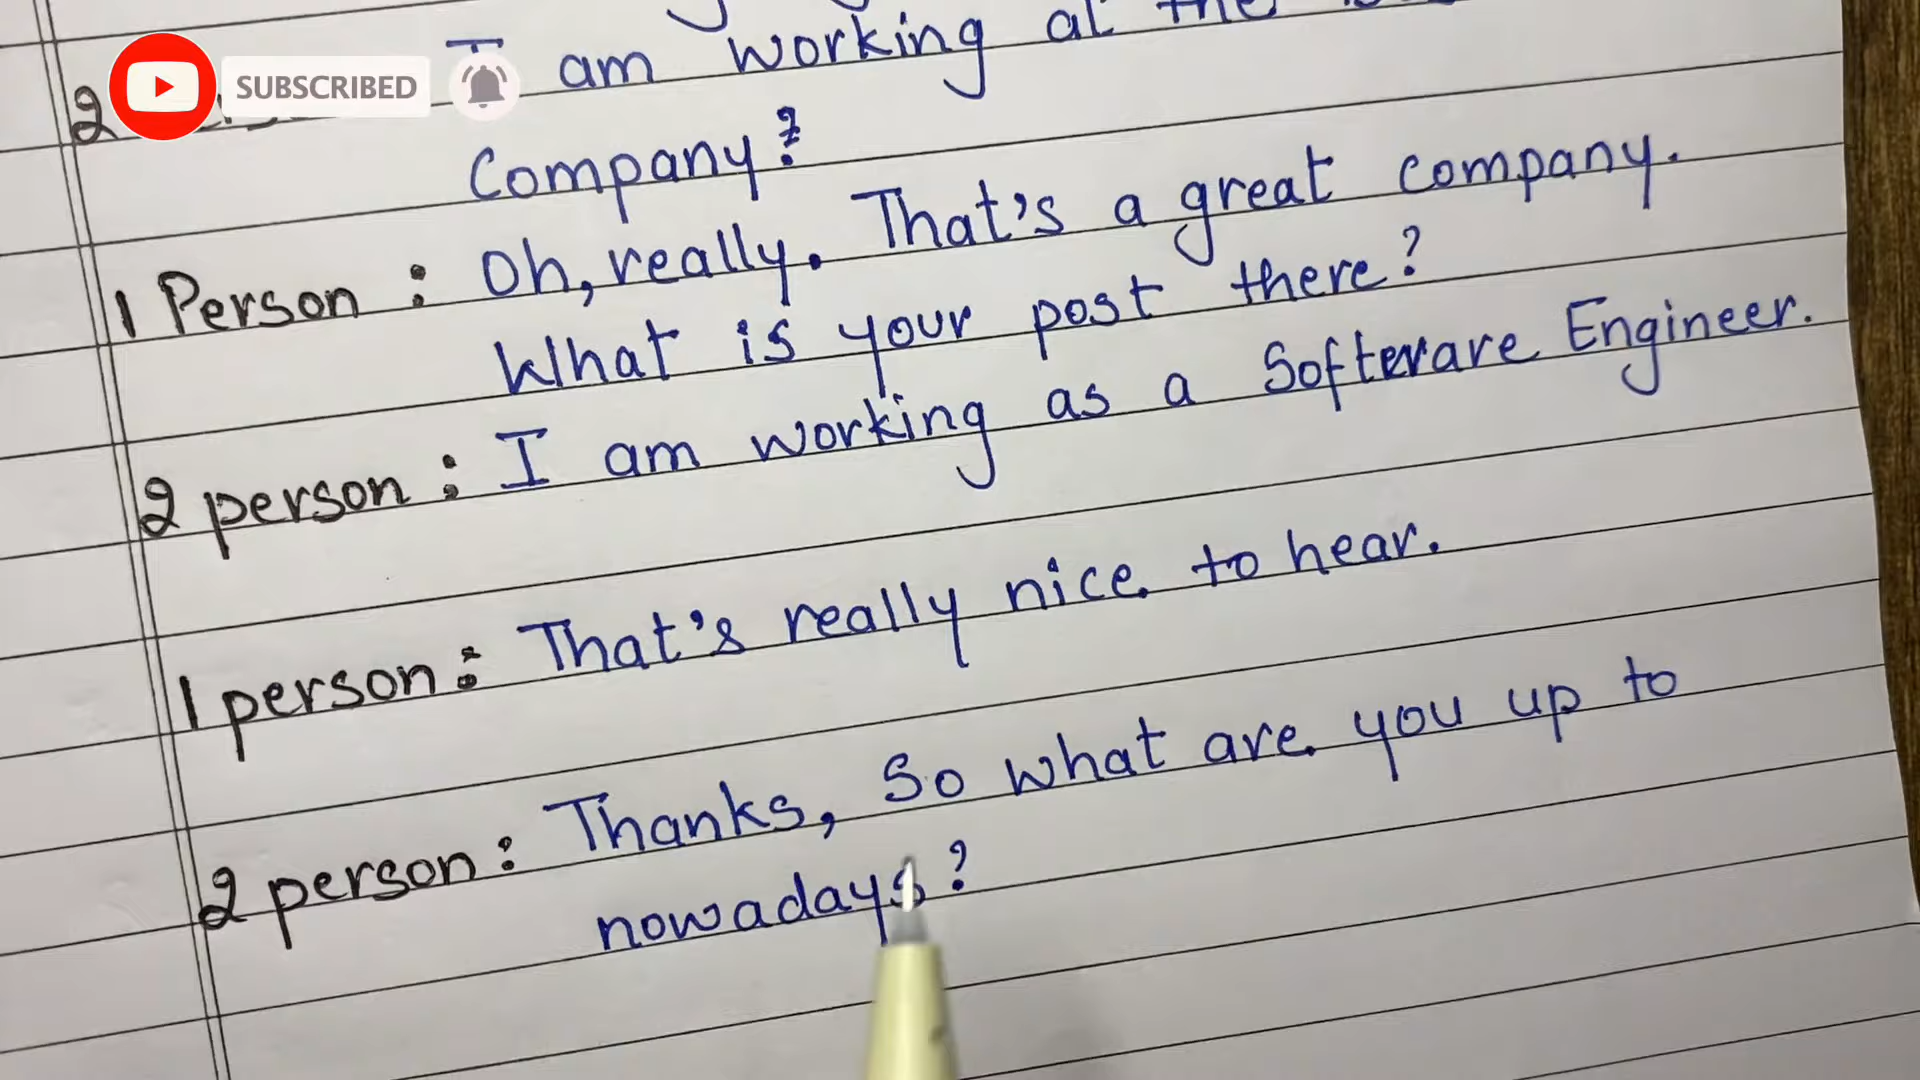 SUBSCRIBED
2 I am working at the
Company?
1 Person : Oh, really. That's a great company.
What is your post there?
2 person : I am working as a Softerare Engineer.
1 person : That's really nice to hear.
2 person : Thanks, So what are you up to
nowadays?